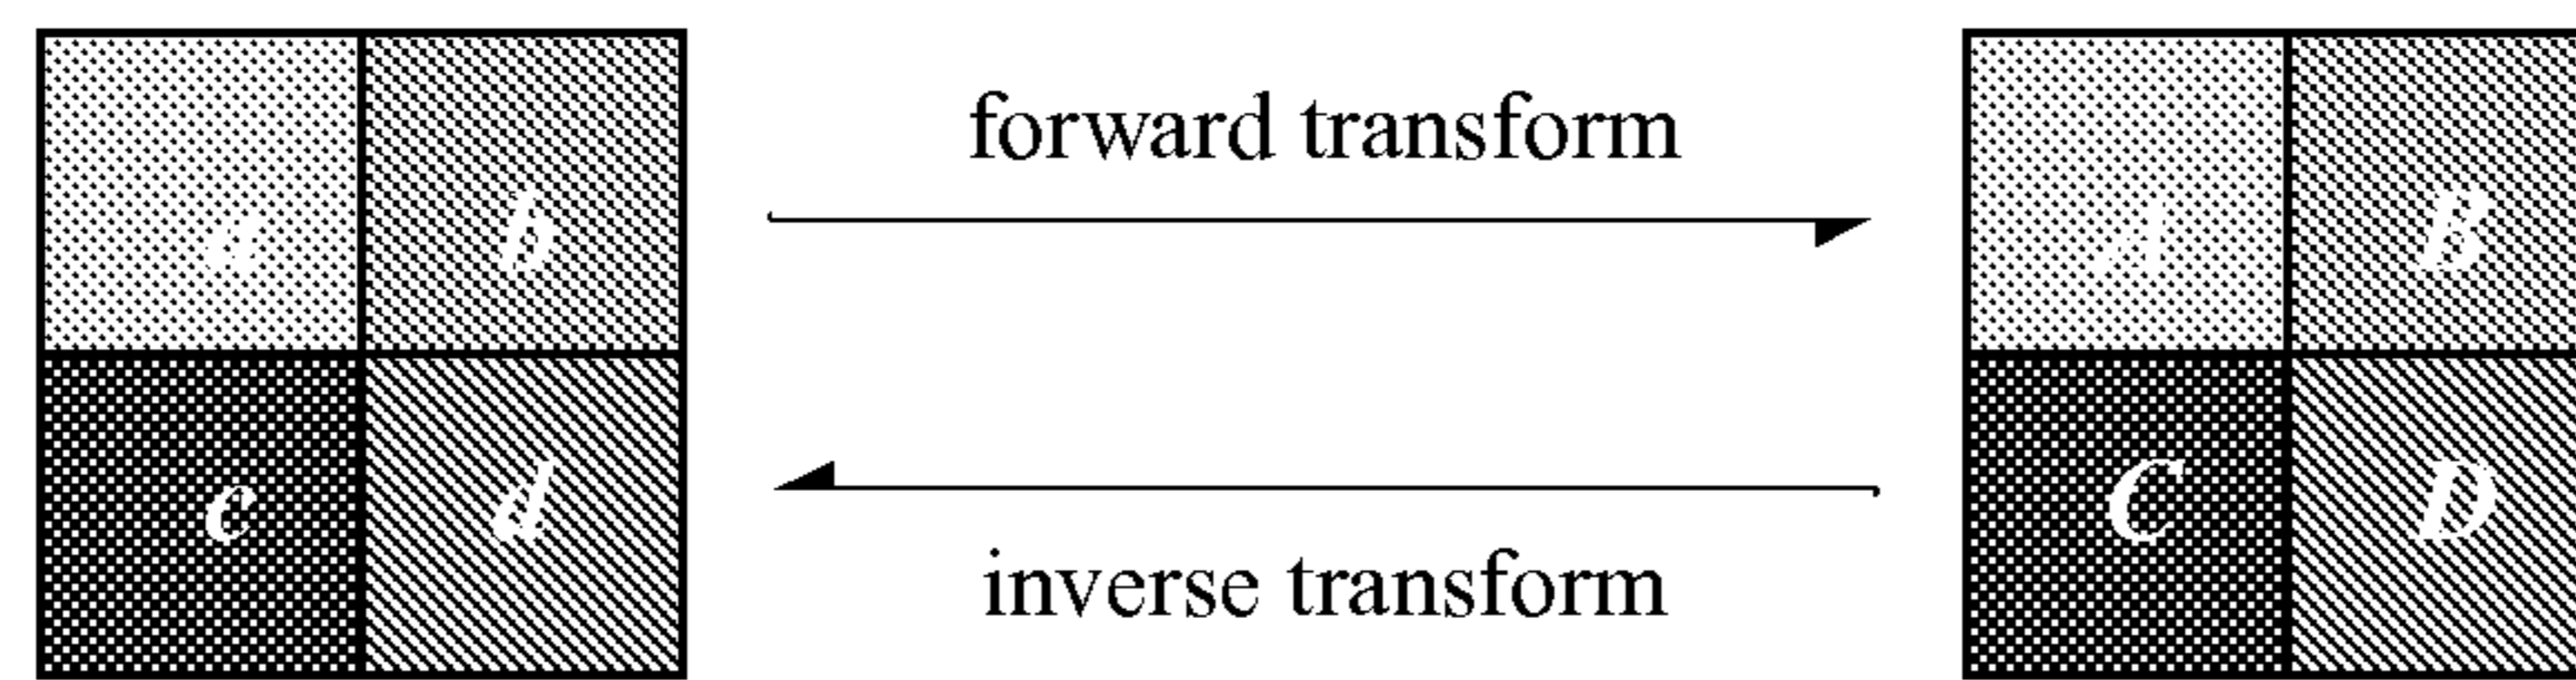 a b
c d
forward transform
inverse transform
A B
C D